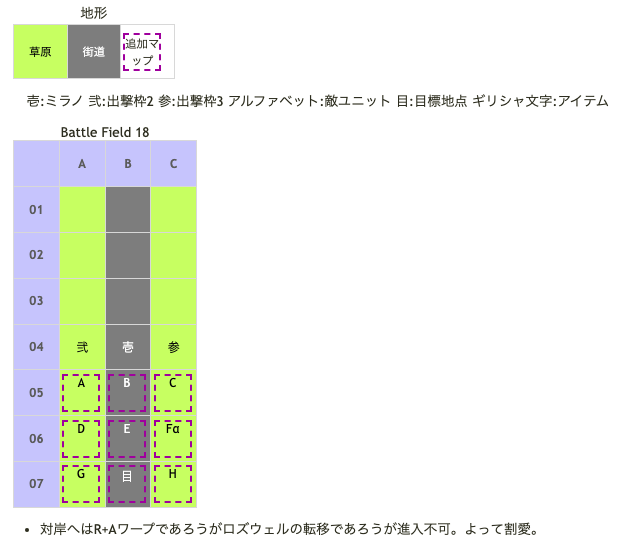 地形
草原 街道 追加マ
ップ
壱:ミラノ 弐:出撃枠2 参:出撃枠3 アルファベット:敵ユニット 目:目標地点 ギリシャ文字:アイテム
Battle Field 18
A B C
01
02
03
04 弐 壱 参
05 A B C
06 D E Fα
07 G 目 H
• 対岸へはR+Aワープであろうがロズウェルの転移であろうが進入不可。よって割愛。